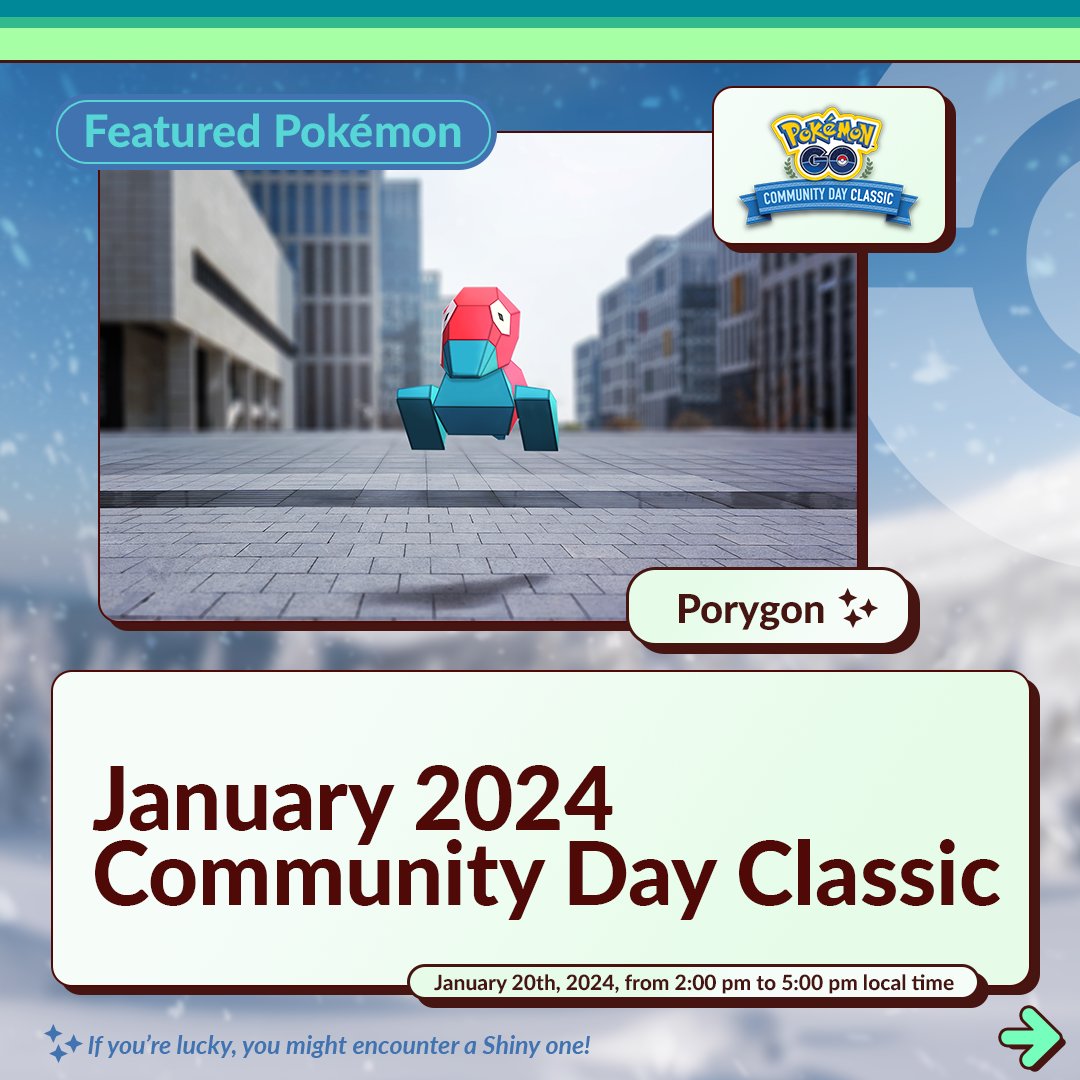 Featured Pokémon
POKÉMON
GO
COMMUNITY DAY CLASSIC
Porygon
January 2024
Community Day Classic
January 20th, 2024, from 2:00 pm to 5:00 pm local time
If you’re lucky, you might encounter a Shiny one!